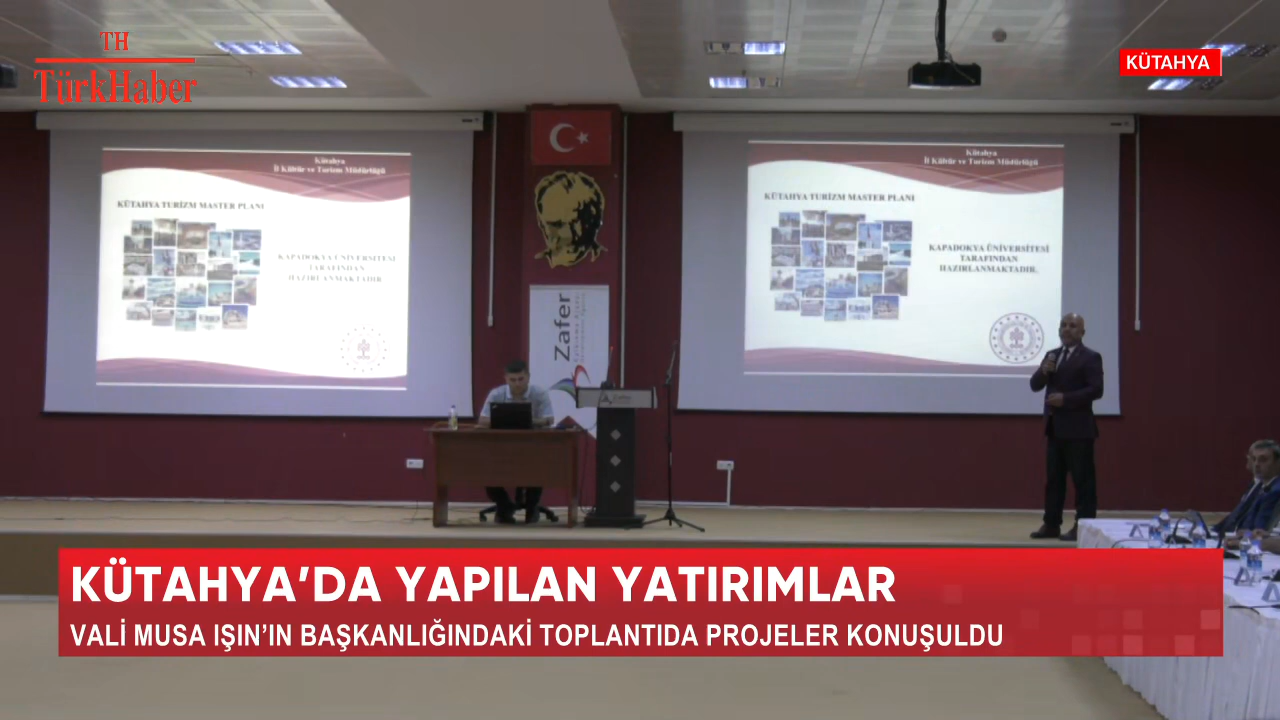 TH
TürkHaber
KÜTAHYA
Kütahya
İl Kültür ve Turizm Müdürlüğü
KÜTAHYA TURİZM MASTER PLANI
KAPADOKYA ÜNİVERSİTESİ
TARAFINDAN
HAZIRLANMAKTADIR
Zafer
Kütahya
İl Kültür ve Turizm Müdürlüğü
KÜTAHYA TURİZM MASTER PLANI
KAPADOKYA ÜNİVERSİTESİ
TARAFINDAN
HAZIRLANMAKTADIR.
Zafer
KÜTAHYA'DA YAPILAN YATIRIMLAR
VALİ MUSA IŞIN'IN BAŞKANLIĞINDAKİ TOPLANTIDA PROJELER KONUŞULDU